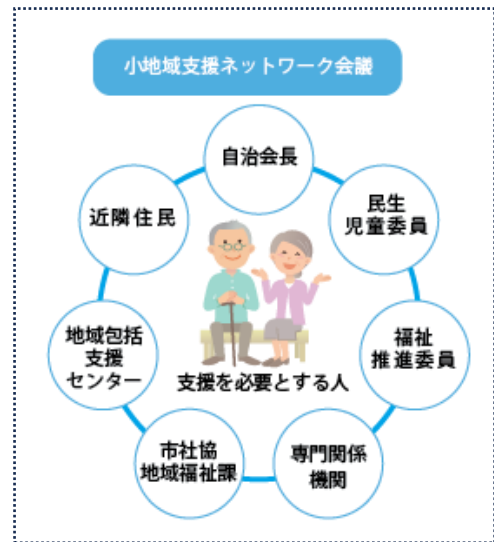 小地域支援ネットワーク会議
自治会長
民生
児童委員
福祉
推進委員
専門関係
機関
市社協
地域福祉課
地域包括
支援
センター
近隣住民
支援を必要とする人